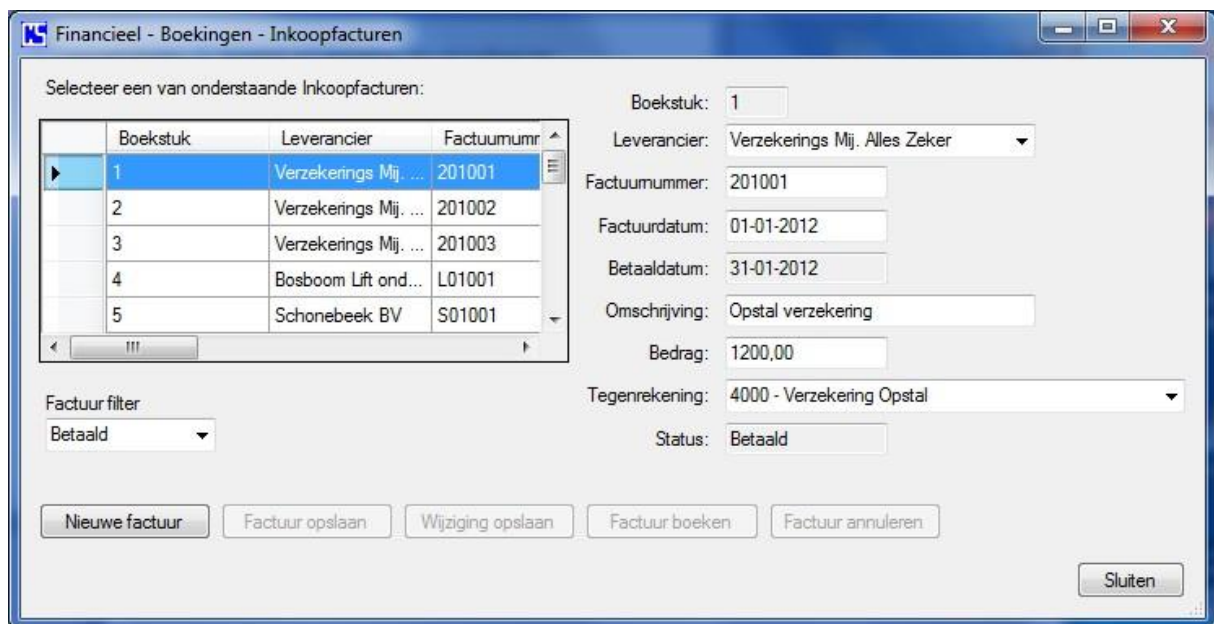 Financieel - Boekingen - Inkoopfacturen
Selecteer een van onderstaande Inkoopfacturen:
Boekstuk Leverancier Factuurnumr
1 Verzekerings Mij. ... 201001
2 Verzekerings Mij. ... 201002
3 Verzekerings Mij. ... 201003
4 Bosboom Lift ond... L01001
5 Schonebeek BV S01001
Factuur filter
Betaald
Boekstuk: 1
Leverancier: Verzekerings Mij. Alles Zeker
Factuurnummer: 201001
Factuurdatum: 01-01-2012
Betaaldatum: 31-01-2012
Omschrijving: Opstal verzekering
Bedrag: 1200,00
Tegenrekening: 4000 - Verzekering Opstal
Status: Betaald
Nieuwe factuur Factuur opslaan Wijziging opslaan Factuur boeken Factuur annuleren
Sluiten